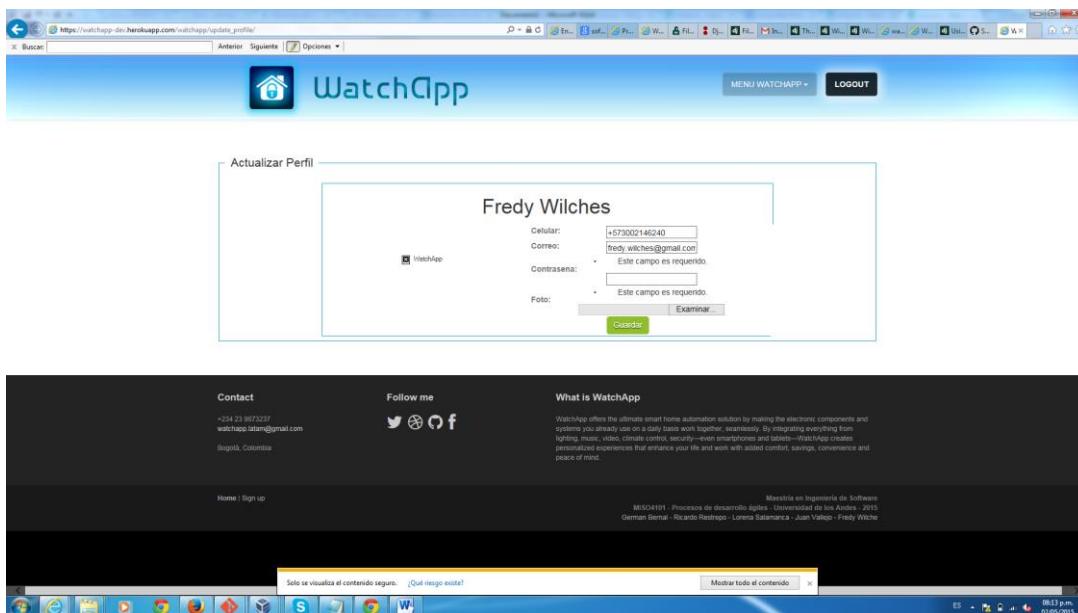 https://watchapp-dev.herokuapp.com/watchapp/update_profile/
x Buscar:
Anterior Siguiente Opciones
WatchApp
MENU WATCHAPP
LOGOUT
Actualizar Perfil
Fredy Wilches
Celular: +573002146240
Correo: fredy.wilches@gmail.com
WatchApp
Este campo es requerido.
Contrasena:
Este campo es requerido.
Foto:
Examinar...
Guardar
Contact
+234 23 9873237
watchapp.latam@gmail.com
Bogotá, Colombia
Follow me
What is WatchApp
WatchApp offers the ultimate smart home automation solution by making the electronic components and
systems you already use on a daily basis work together, seamlessly. By integrating everything from
lighting, music, video, climate control, security—even smartphones and tablets—WatchApp creates
personalized experiences that enhance your life and work with added comfort, savings, convenience and
peace of mind.
Home | Sign up
Maestría en Ingeniería de Software
MISO4101 - Procesos de desarrollo ágiles - Universidad de los Andes - 2015
German Bernal - Ricardo Restrepo - Lorena Salamanca - Juan Vallejo - Fredy Wilche
Solo se visualiza el contenido seguro. ¿Qué riesgo existe?
Mostrar todo el contenido
ES
08:13 p.m.